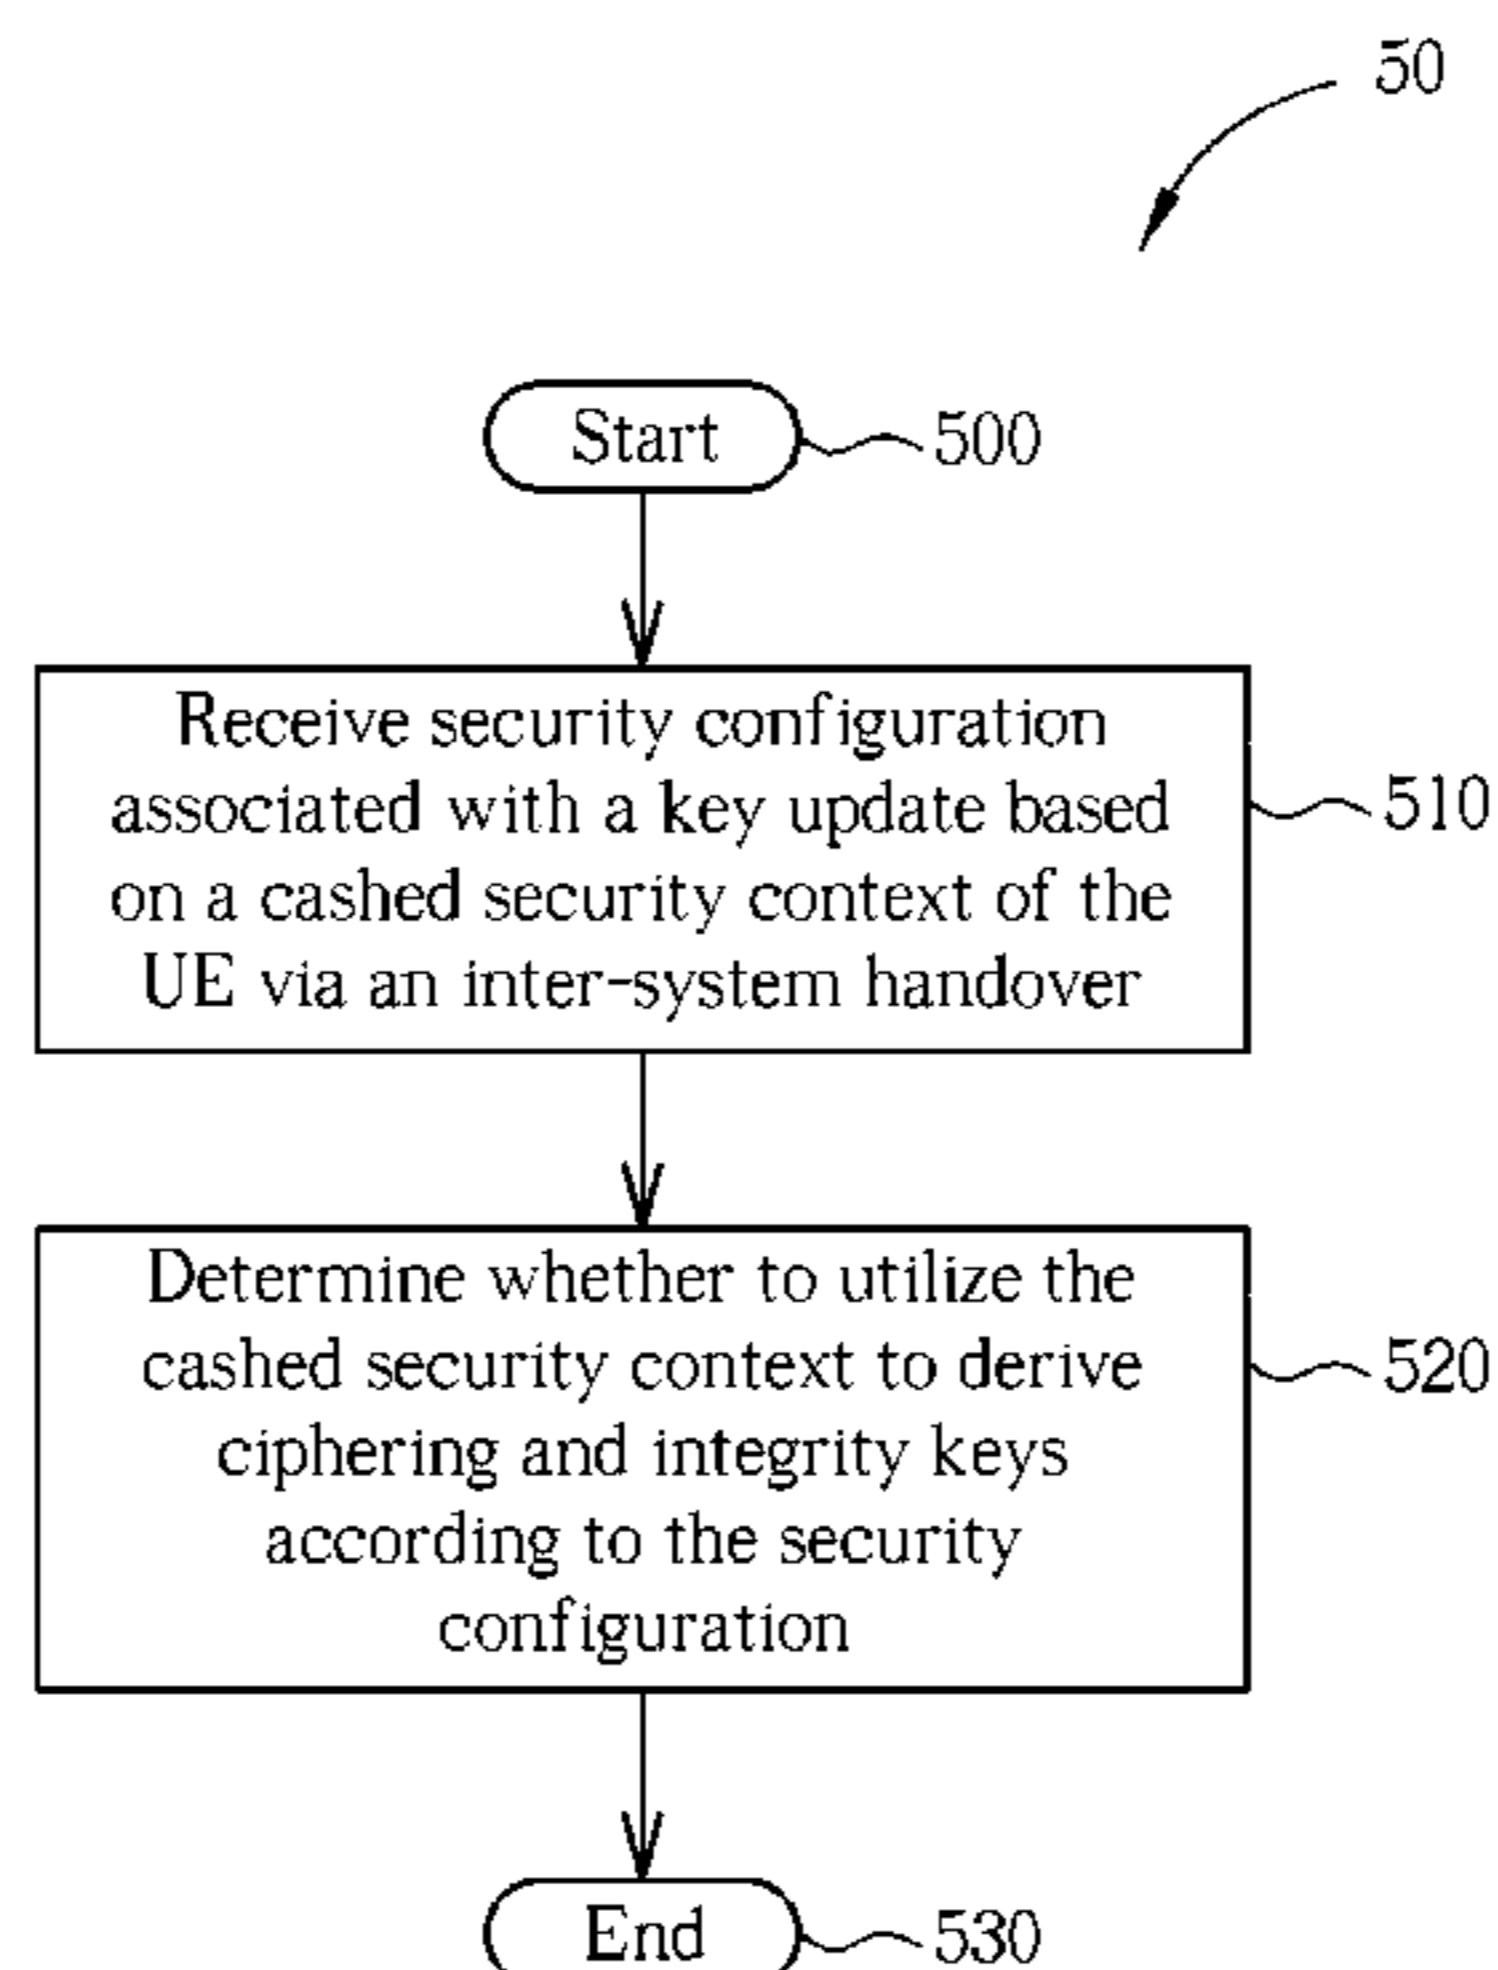 50
Start
500
Receive security configuration
associated with a key update based
on a cashed security context of the
UE via an inter-system handover
510
Determine whether to utilize the
cashed security context to derive
ciphering and integrity keys
according to the security
configuration
520
End
530